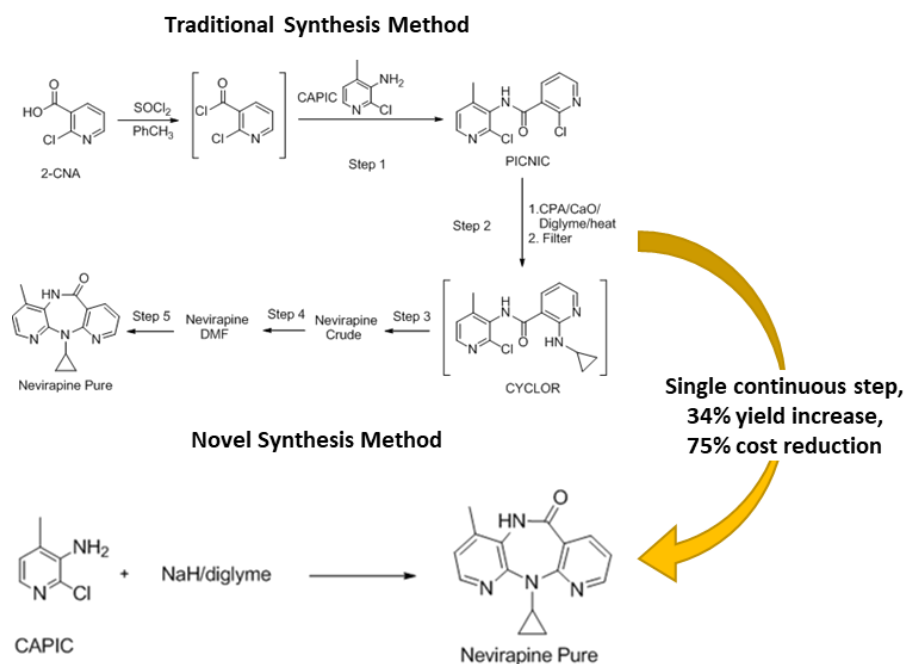 Traditional Synthesis Method
O
HO
Cl
N
2-CNA
SOCl2
PhCH3
O
Cl
Cl
N
CAPIC
NH2
N
Cl
Step 1
H
N
N
Cl
O
N
Cl
PICNIC
Step 2
1.CPA/CaO/
Diglyme/heat
2. Filter
H
N
N
Cl
O
N
HN
CYCLOR
Step 3
Nevirapine
Crude
Step 4
Nevirapine
DMF
Step 5
HN
O
N
N
N
Nevirapine Pure
Single continuous step,
34% yield increase,
75% cost reduction
Novel Synthesis Method
NH2
N
Cl
CAPIC
+
NaH/diglyme
HN
O
N
N
N
Nevirapine Pure